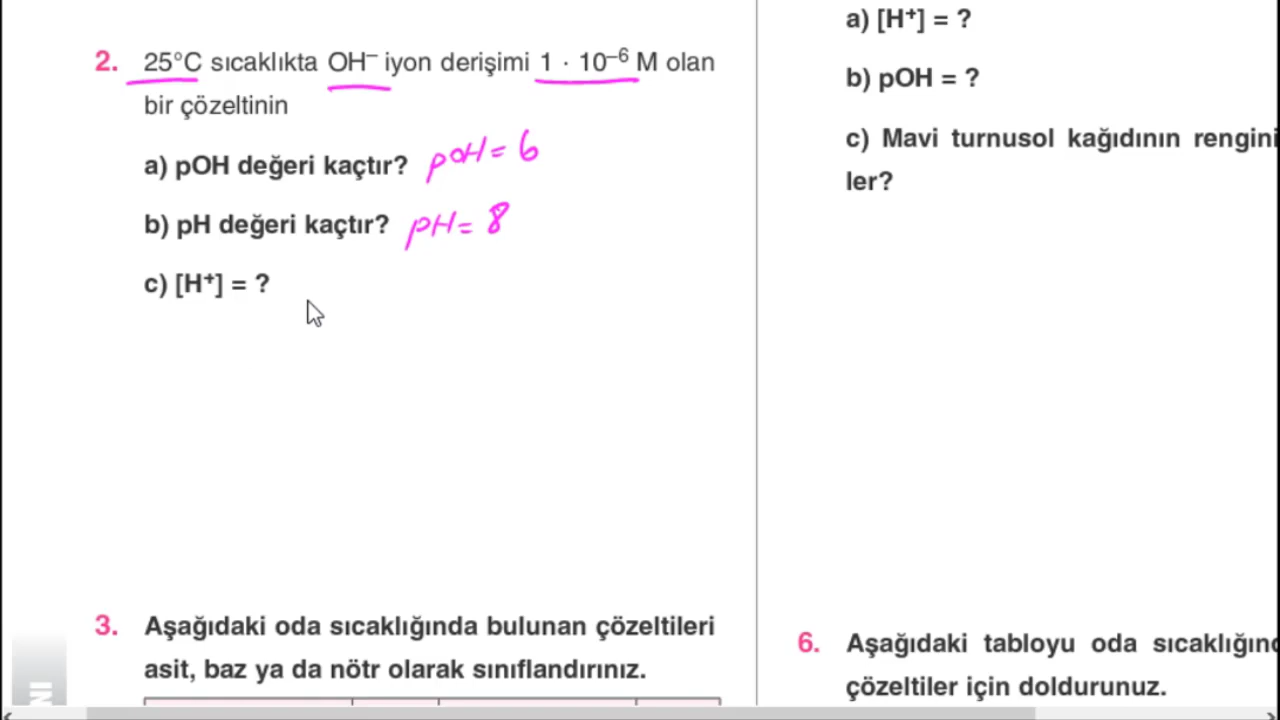 2. 25°C sıcaklıkta OH⁻ iyon derişimi 1 · 10⁻⁶ M olan
bir çözeltinin
a) pOH değeri kaçtır? pOH = 6
b) pH değeri kaçtır? pH = 8
c) [H⁺] = ?
3. Aşağıdaki oda sıcaklığında bulunan çözeltileri
asit, baz ya da nötr olarak sınıflandırınız.
a) [H⁺] = ?
b) pOH = ?
c) Mavi turnusol kağıdının rengini
ler?
6. Aşağıdaki tabloyu oda sıcaklığın
çözeltiler için doldurunuz.